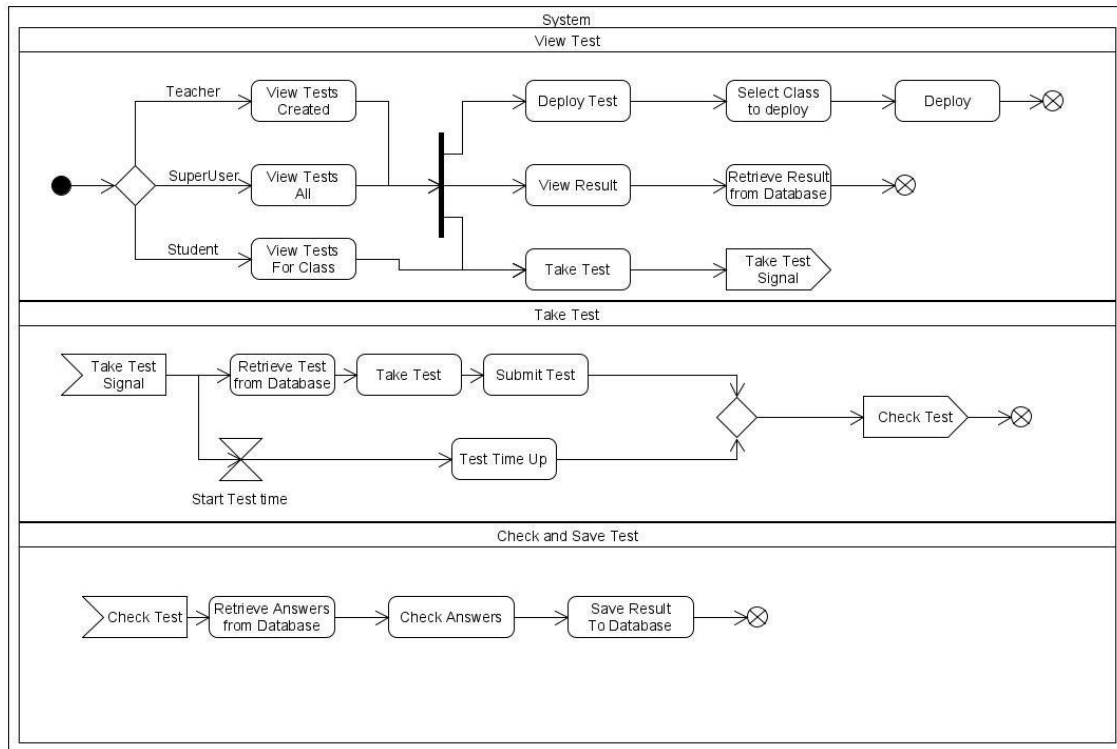 System
View Test
Teacher
View Tests
Created
Deploy Test
Select Class
to deploy
Deploy
SuperUser
View Tests
All
View Result
Retrieve Result
from Database
Student
View Tests
For Class
Take Test
Take Test
Signal
Take Test
Take Test
Signal
Retrieve Test
from Database
Take Test
Submit Test
Check Test
Test Time Up
Start Test time
Check and Save Test
Check Test
Retrieve Answers
from Database
Check Answers
Save Result
To Database